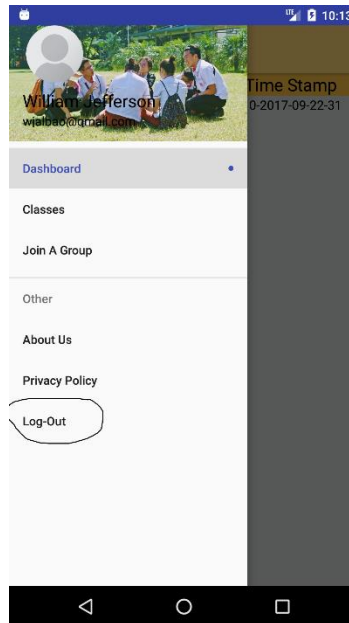 LTE 10:13
William Jefferson
wjalbao@gmail.com
Time Stamp
0-2017-09-22-31
Dashboard
Classes
Join A Group
Other
About Us
Privacy Policy
Log-Out